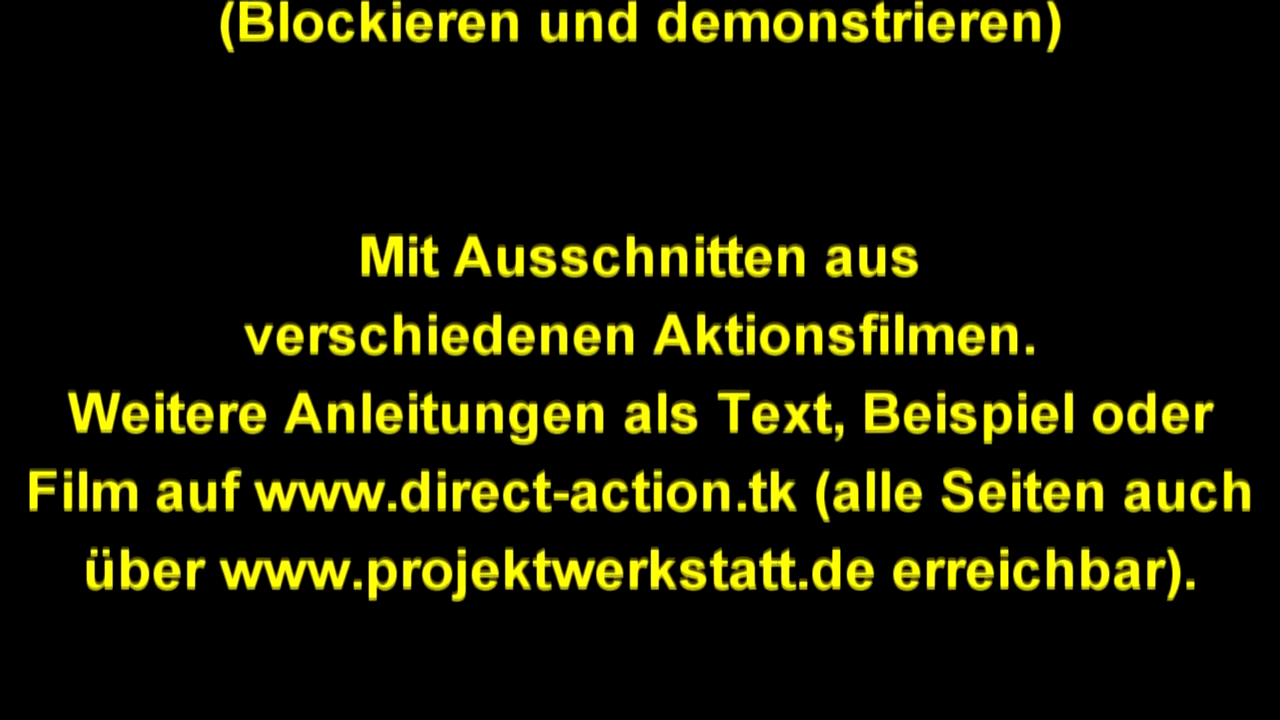 (Blockieren und demonstrieren)
Mit Ausschnitten aus
verschiedenen Aktionsfilmen.
Weitere Anleitungen als Text, Beispiel oder
Film auf www.direct-action.tk (alle Seiten auch
über www.projektwerkstatt.de erreichbar).